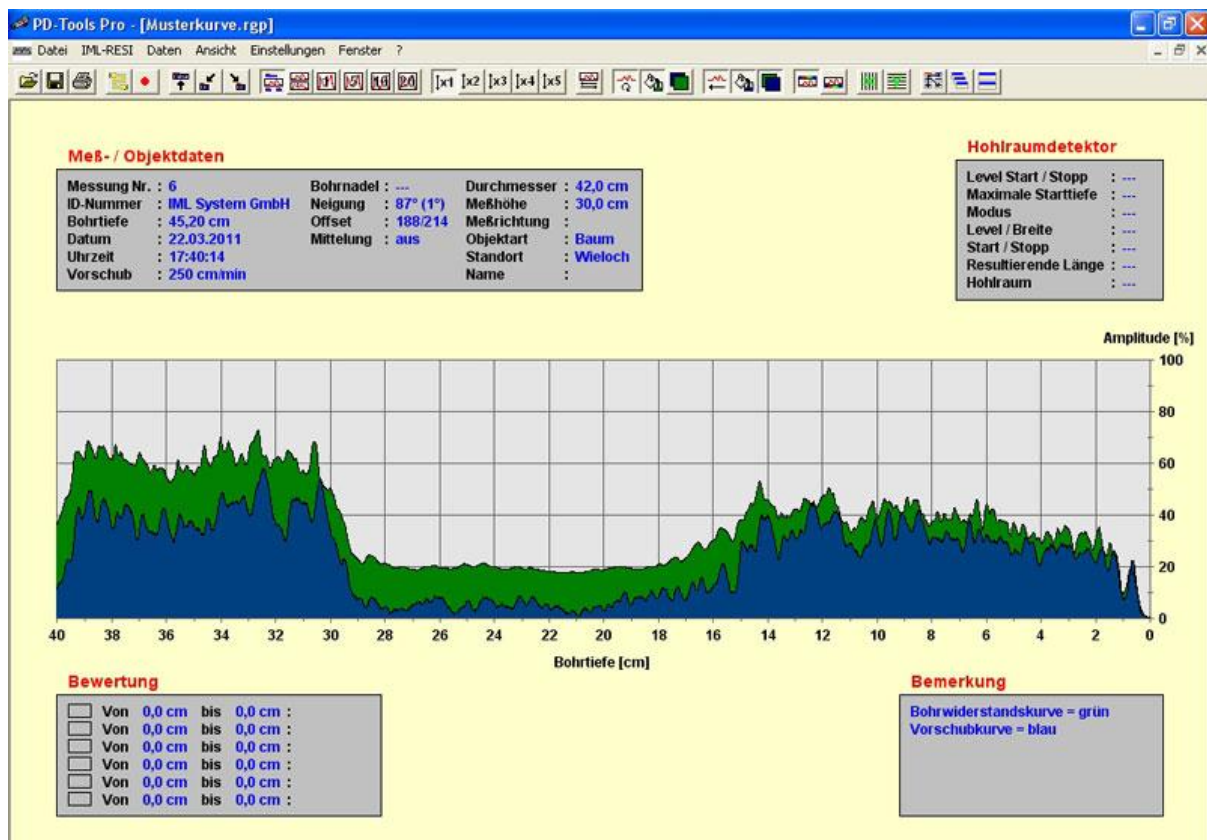 PD-Tools Pro - [Musterkurve.rgp]
Datei IML-RESI Daten Ansicht Einstellungen Fenster ?
x1 x2 x3 x4 x5
Meß- / Objektdaten
Messung Nr. : 6 Bohrnadel : --- Durchmesser : 42,0 cm
ID-Nummer : IML System GmbH Neigung : 87° (1°) Meßhöhe : 30,0 cm
Bohrtiefe : 45,20 cm Offset : 188/214 Meßrichtung :
Datum : 22.03.2011 Mittelung : aus Objektart : Baum
Uhrzeit : 17:40:14 Standort : Wieloch
Vorschub : 250 cm/min Name :
Hohlraumdetektor
Level Start / Stopp : ---
Maximale Starttiefe : ---
Modus : ---
Level / Breite : ---
Start / Stopp : ---
Resultierende Länge : ---
Hohlraum : ---
Amplitude [%]
100
80
60
40
20
0
40 38 36 34 32 30 28 26 24 22 20 18 16 14 12 10 8 6 4 2 0
Bohrtiefe [cm]
Bewertung
Von 0,0 cm bis 0,0 cm :
Von 0,0 cm bis 0,0 cm :
Von 0,0 cm bis 0,0 cm :
Von 0,0 cm bis 0,0 cm :
Von 0,0 cm bis 0,0 cm :
Von 0,0 cm bis 0,0 cm :
Bemerkung
Bohrwiderstandskurve = grün
Vorschubkurve = blau